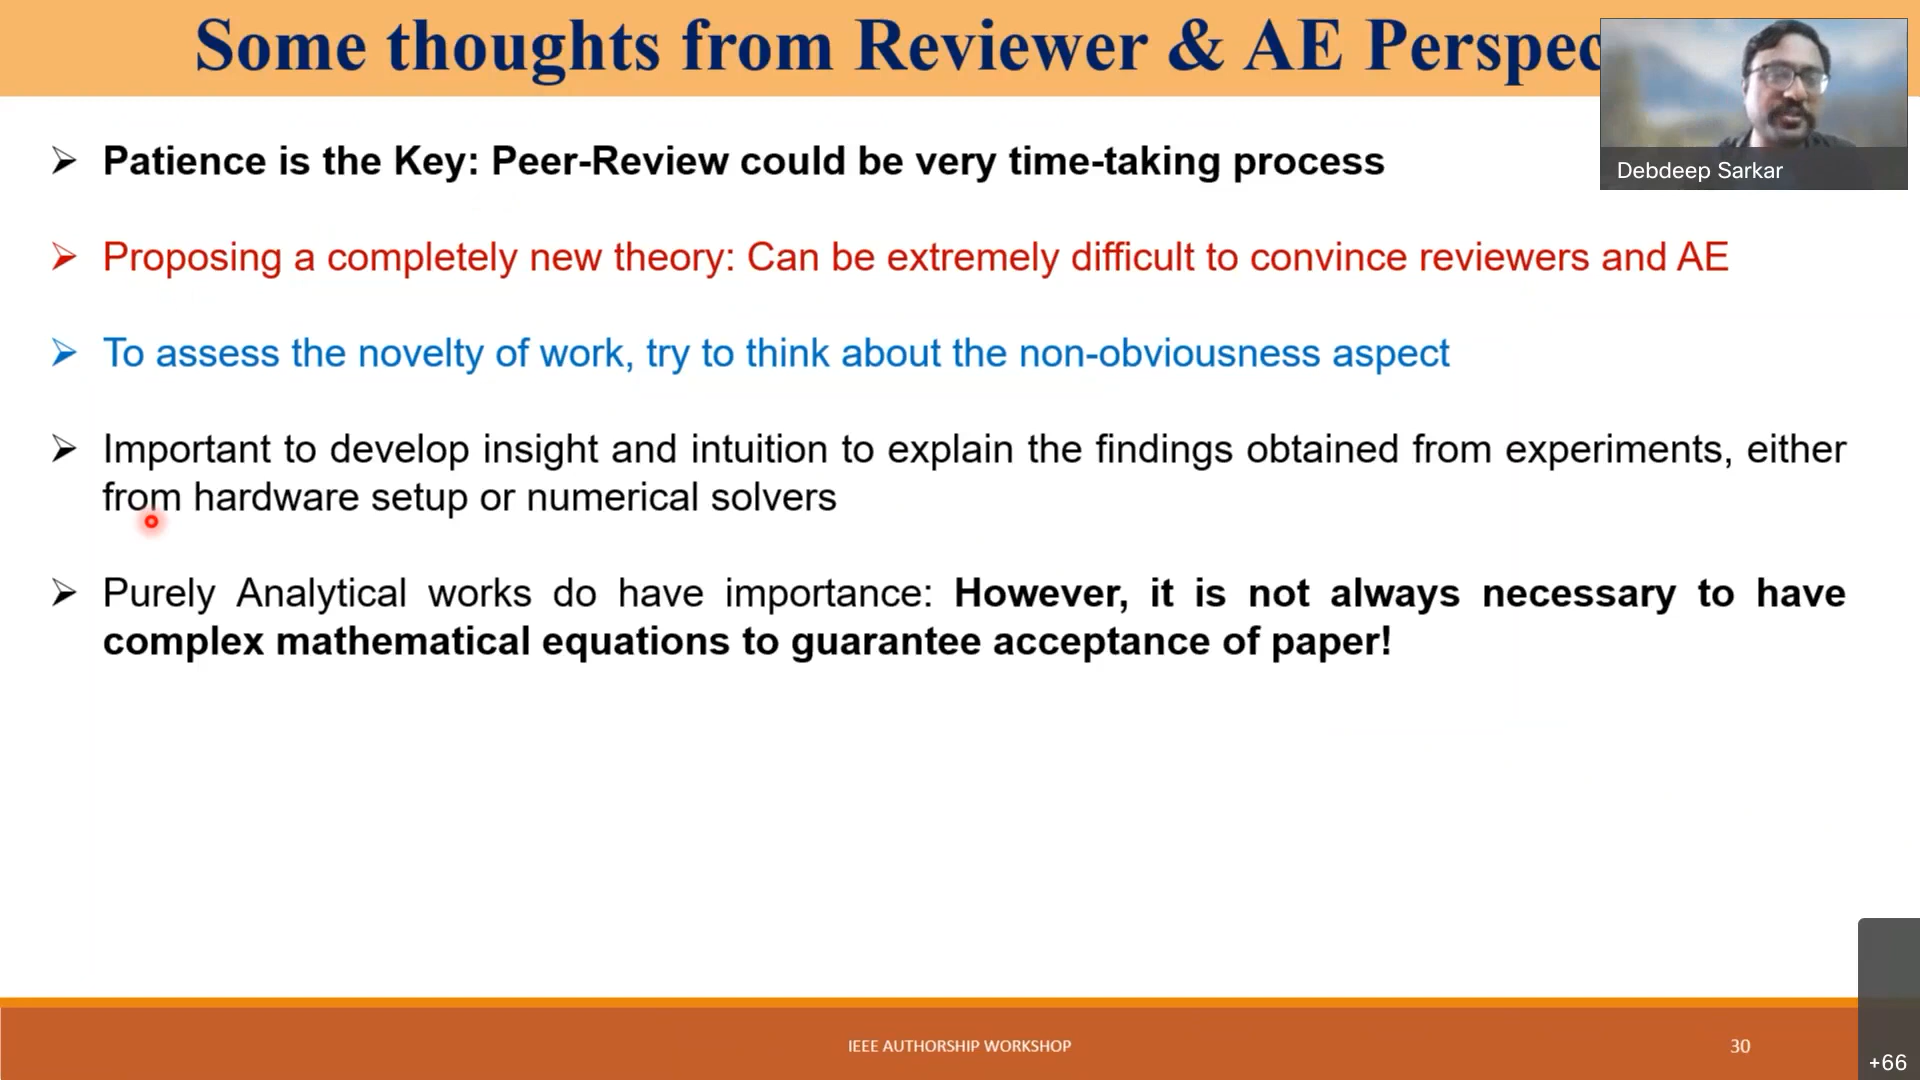 Some thoughts from Reviewer & AE Perspec
Debdeep Sarkar
➢ Patience is the Key: Peer-Review could be very time-taking process
➢ Proposing a completely new theory: Can be extremely difficult to convince reviewers and AE
➢ To assess the novelty of work, try to think about the non-obviousness aspect
➢ Important to develop insight and intuition to explain the findings obtained from experiments, either
from hardware setup or numerical solvers
➢ Purely Analytical works do have importance: However, it is not always necessary to have
complex mathematical equations to guarantee acceptance of paper!
IEEE AUTHORSHIP WORKSHOP
30
+66